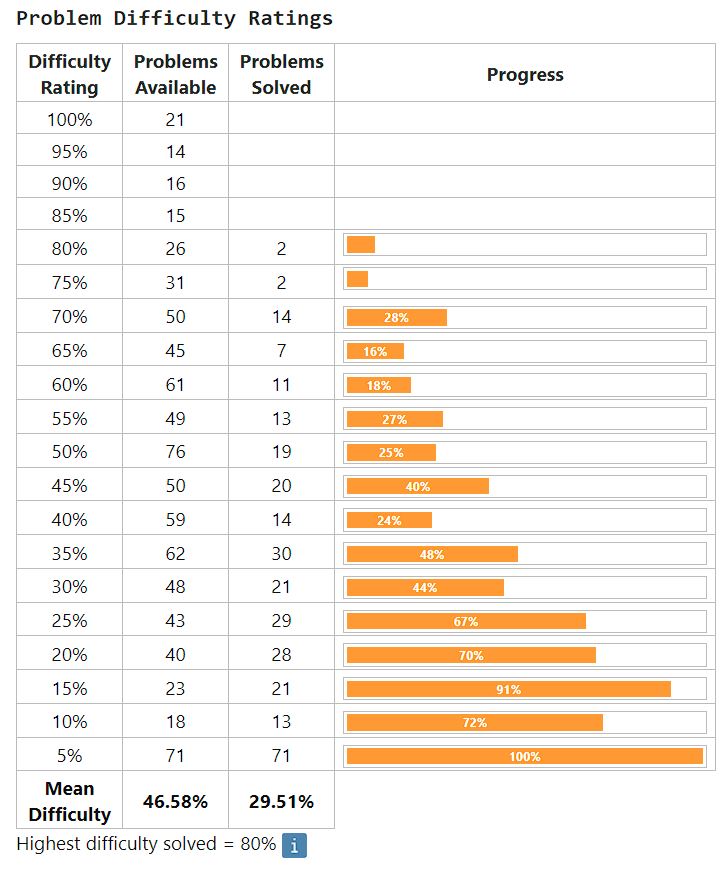 Problem Difficulty Ratings
Difficulty Rating Problems Available Problems Solved Progress
100% 21
95% 14
90% 16
85% 15
80% 26 2
75% 31 2
70% 50 14 28%
65% 45 7 16%
60% 61 11 18%
55% 49 13 27%
50% 76 19 25%
45% 50 20 40%
40% 59 14 24%
35% 62 30 48%
30% 48 21 44%
25% 43 29 67%
20% 40 28 70%
15% 23 21 91%
10% 18 13 72%
5% 71 71 100%
Mean Difficulty 46.58% 29.51%
Highest difficulty solved = 80% i